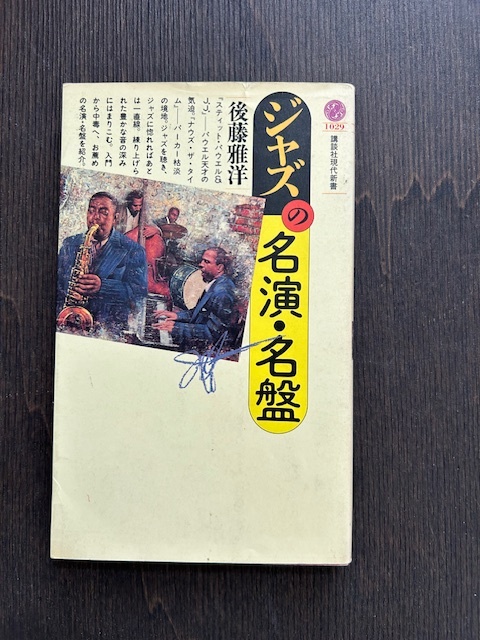 1029
講談社現代新書
ジャズの名演・名盤
後藤雅洋
『スティット・パウエル&
J.J.』――パウエル天才の
気迫。『ナウズ・ザ・タイ
ム』――パーカー枯淡
の境地。ジャズを聴き、
ジャズに惚れればあと
は一直線。練り上げら
れた豊かな音の深み
にはまりこむ。入門
から中毒へ、お薦め
の名演・名盤を紹介。